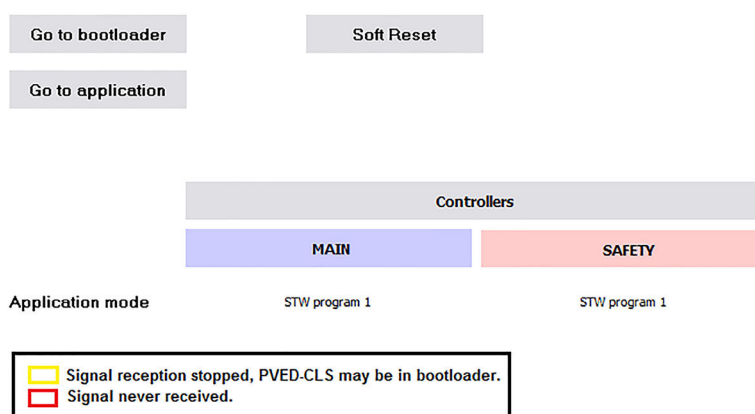 Go to bootloader
Soft Reset
Go to application
Controllers
MAIN
SAFETY
Application mode
STW program 1
STW program 1
Signal reception stopped, PVED-CLS may be in bootloader.
Signal never received.